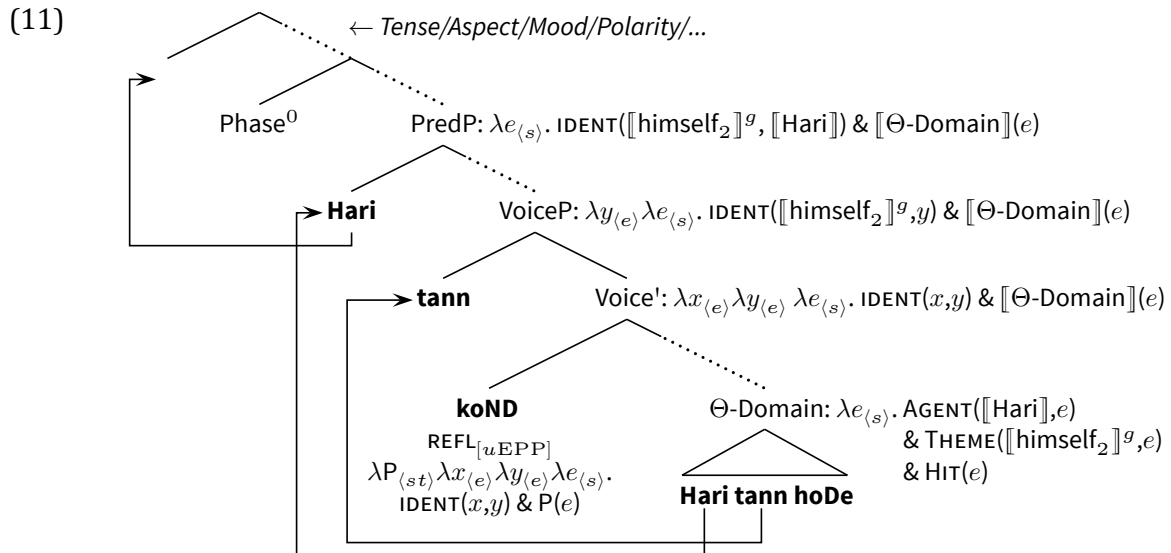 (11)
← Tense/Aspect/Mood/Polarity/...
Phase⁰ PredP: λe⟨s⟩. IDENT(⟦himself₂⟧ᵍ, ⟦Hari⟧) & ⟦Θ-Domain⟧(e)
Hari VoiceP: λy⟨e⟩λe⟨s⟩. IDENT(⟦himself₂⟧ᵍ,y) & ⟦Θ-Domain⟧(e)
tann Voice': λx⟨e⟩λy⟨e⟩ λe⟨s⟩. IDENT(x,y) & ⟦Θ-Domain⟧(e)
koND Θ-Domain: λe⟨s⟩. AGENT(⟦Hari⟧,e)
REFL[uEPP] & THEME(⟦himself₂⟧ᵍ,e)
λP⟨st⟩λx⟨e⟩λy⟨e⟩λe⟨s⟩. & HIT(e)
IDENT(x,y) & P(e) Hari tann hoDe